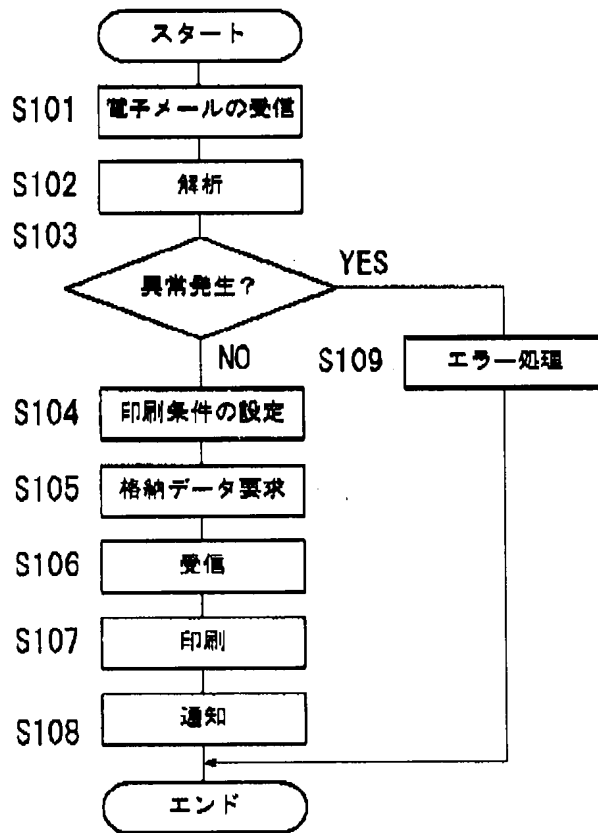 スタート
S101 電子メールの受信
S102 解析
S103
異常発生？
YES
NO
S109 エラー処理
S104 印刷条件の設定
S105 格納データ要求
S106 受信
S107 印刷
S108 通知
エンド